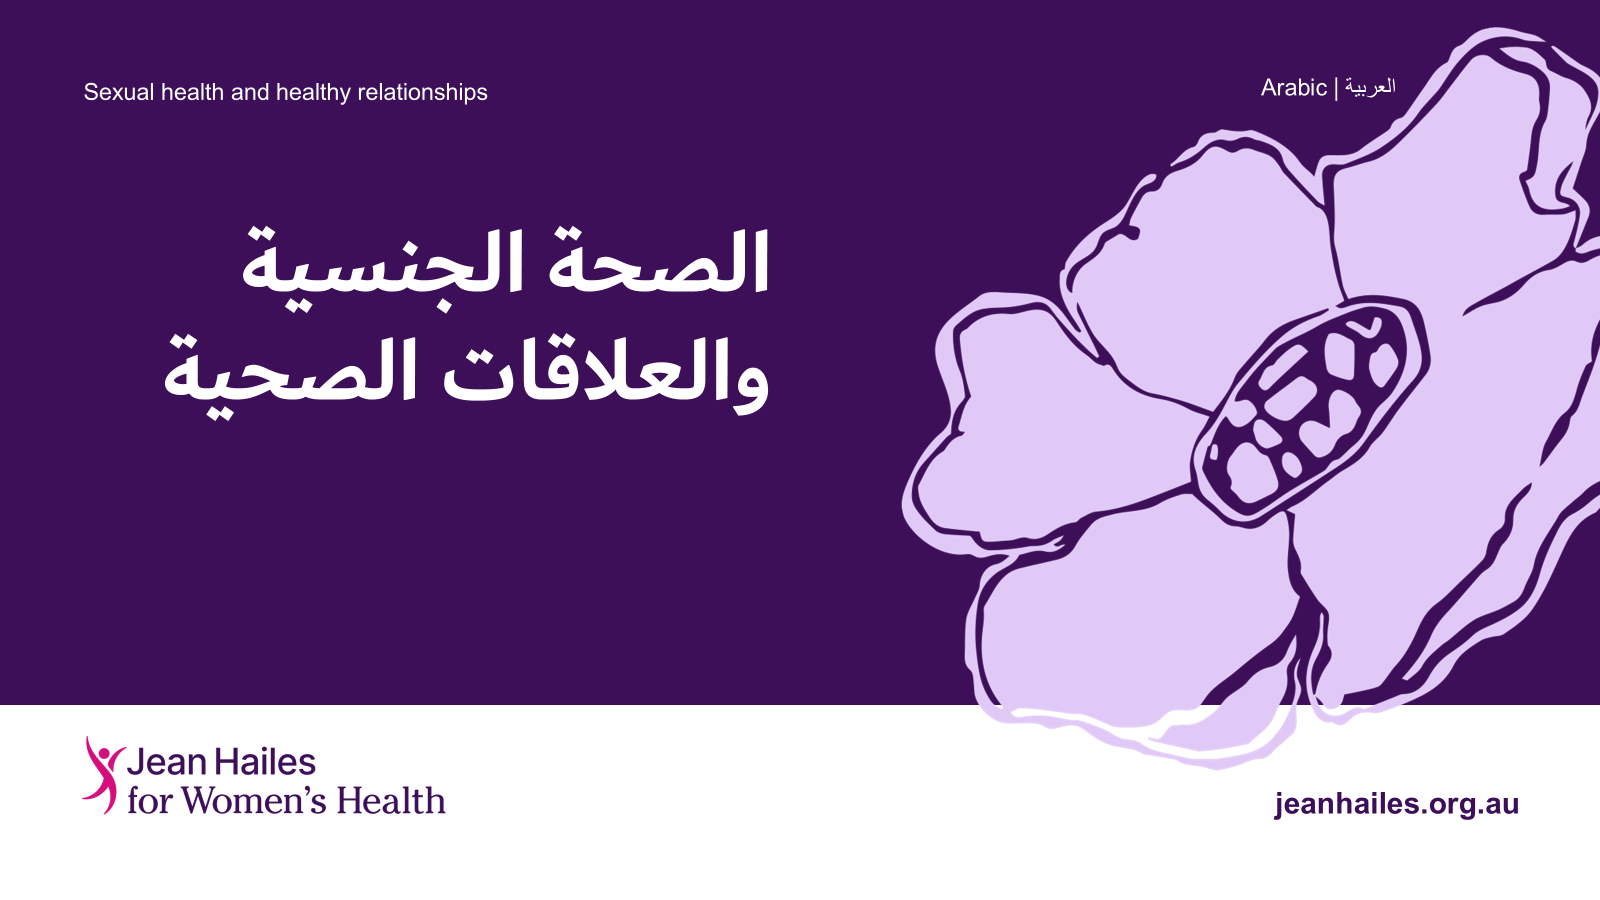 Sexual health and healthy relationships
Arabic | العربية
الصحة الجنسية
والعلاقات الصحية
Jean Hailes
for Women's Health
jeanhailes.org.au